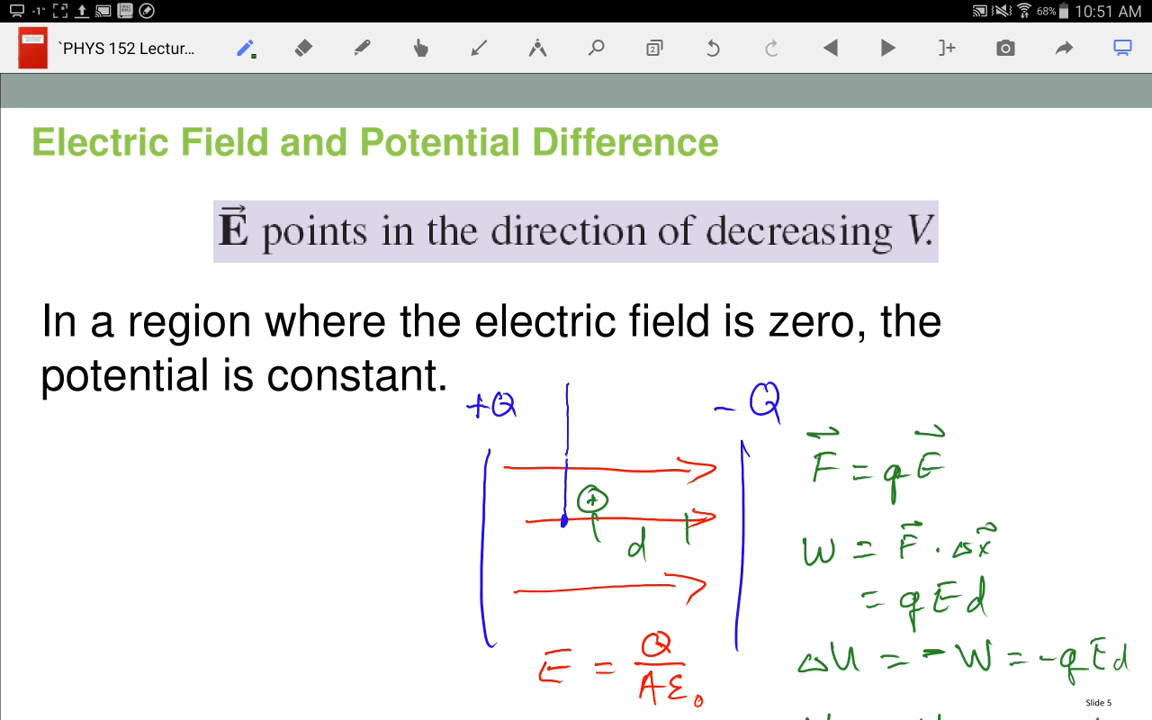 -1° 68% 10:51 AM
`PHYS 152 Lectur... 2 ]+
Electric Field and Potential Difference
E⃗ points in the direction of decreasing V.
In a region where the electric field is zero, the
potential is constant.
+Q - Q
+
d
E = Q / Aε₀
F⃗ = qE⃗
W = F⃗ · Δx⃗
= qEd
ΔU = -W = -qEd
Slide 5